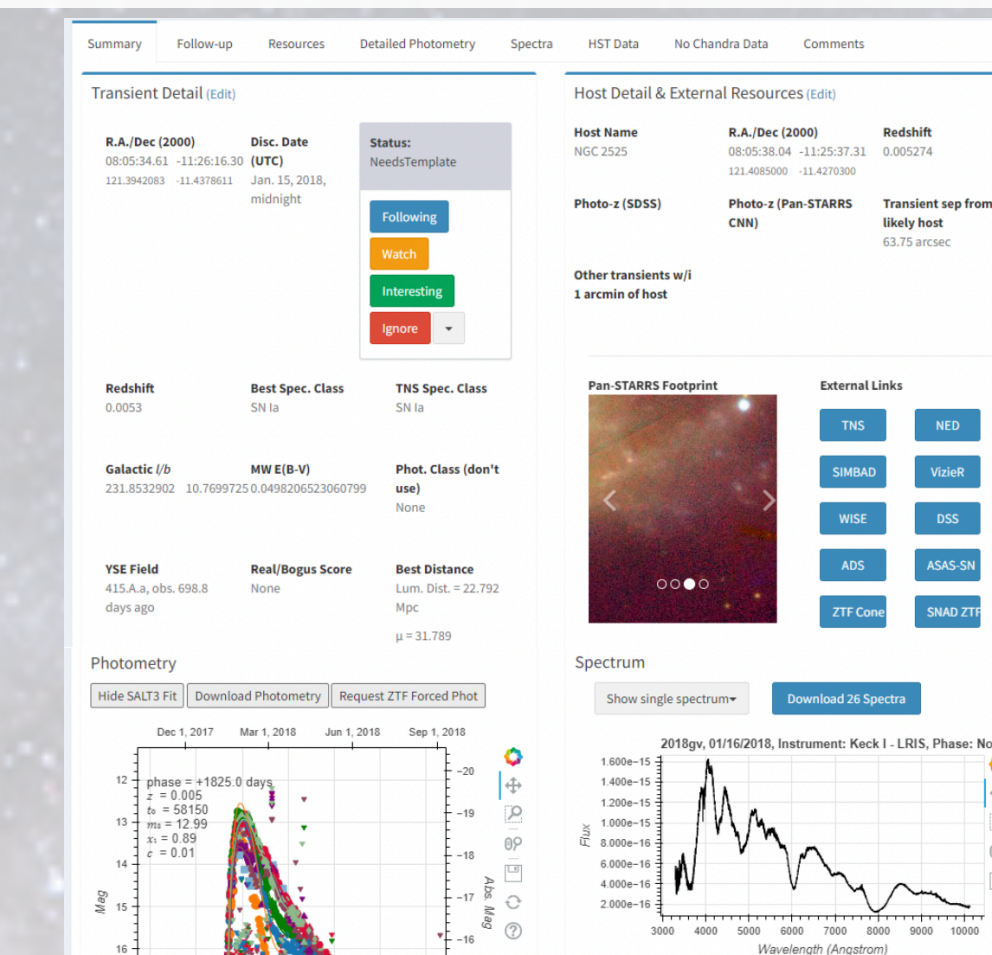 Summary Follow-up Resources Detailed Photometry Spectra HST Data No Chandra Data Comments
Transient Detail (Edit)
R.A./Dec (2000)
08:05:34.61 -11:26:16.30
121.3942083 -11.4378611
Disc. Date
(UTC)
Jan. 15, 2018,
midnight
Status:
NeedsTemplate
Following
Watch
Interesting
Ignore
Redshift
0.0053
Best Spec. Class
SN Ia
TNS Spec. Class
SN Ia
Galactic l/b
231.8532902 10.7699725
MW E(B-V)
0.0498206523060799
Phot. Class (don't
use)
None
YSE Field
415.A.a, obs. 698.8
days ago
Real/Bogus Score
None
Best Distance
Lum. Dist. = 22.792
Mpc
μ = 31.789
Photometry
Hide SALT3 Fit Download Photometry Request ZTF Forced Phot
Dec 1, 2017 Mar 1, 2018 Jun 1, 2018 Sep 1, 2018
phase = +1825.0 days
z = 0.005
t₀ = 58150
mB = 12.99
x₁ = 0.89
c = 0.01
12
13
14
15
16
Mag
-20
-19
-18
-17
-16
Abs. Mag
Host Detail & External Resources (Edit)
Host Name
NGC 2525
R.A./Dec (2000)
08:05:38.04 -11:25:37.31
121.4085000 -11.4270300
Redshift
0.005274
Photo-z (SDSS)
Photo-z (Pan-STARRS
CNN)
Transient sep from
likely host
63.75 arcsec
Other transients w/i
1 arcmin of host
Pan-STARRS Footprint
External Links
TNS NED
SIMBAD VizieR
WISE DSS
ADS ASAS-SN
ZTF Cone SNAD ZTF
Spectrum
Show single spectrum Download 26 Spectra
2018gv, 01/16/2018, Instrument: Keck I - LRIS, Phase: No
1.600e-15
1.400e-15
1.200e-15
1.000e-15
8.000e-16
6.000e-16
4.000e-16
2.000e-16
Flux
3000 4000 5000 6000 7000 8000 9000 10000
Wavelength (Angstrom)